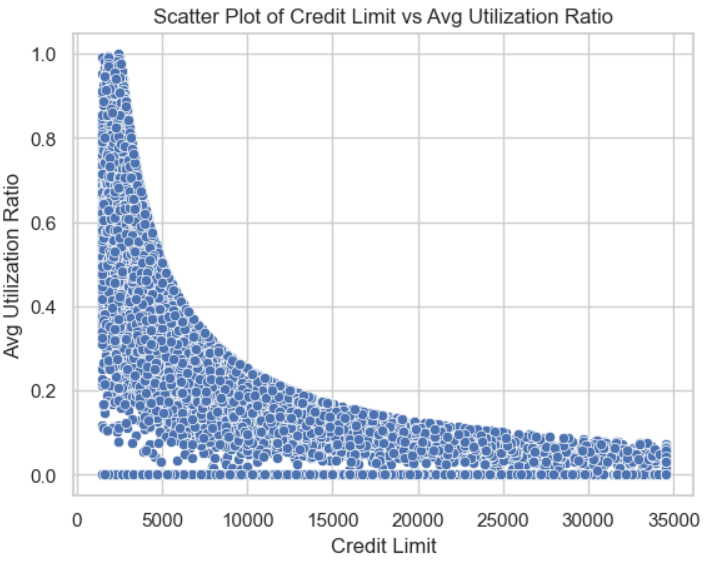 Scatter Plot of Credit Limit vs Avg Utilization Ratio
Avg Utilization Ratio
1.0
0.8
0.6
0.4
0.2
0.0
0 5000 10000 15000 20000 25000 30000 35000
Credit Limit